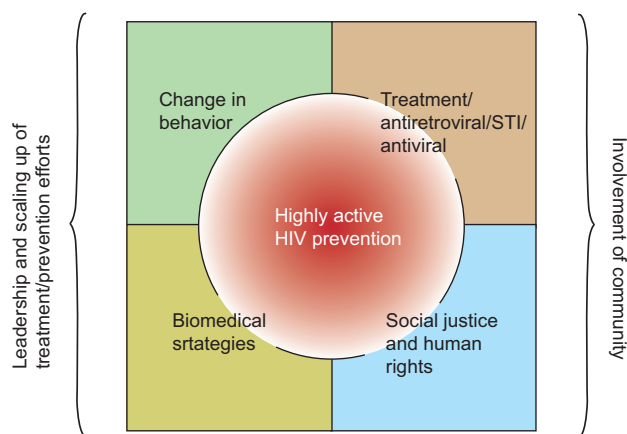 Leadership and scaling up of
treatment/prevention efforts
Change in
behavior
Treatment/
antiretroviral/STI/
antiviral
Highly active
HIV prevention
Biomedical
srtategies
Social justice
and human
rights
Involvement of community